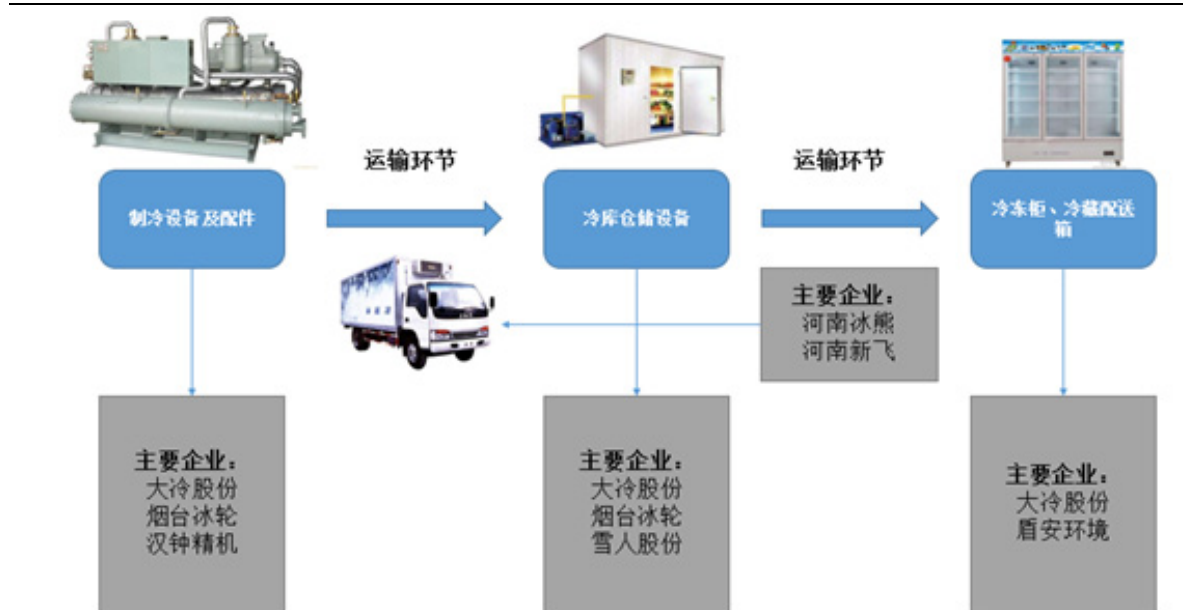 运输环节
运输环节
制冷设备及配件
冷库仓储设备
冷冻柜、冷藏配送
箱
主要企业：
河南冰熊
河南新飞
主要企业：
大冷股份
烟台冰轮
汉钟精机
主要企业：
大冷股份
烟台冰轮
雪人股份
主要企业：
大冷股份
盾安环境